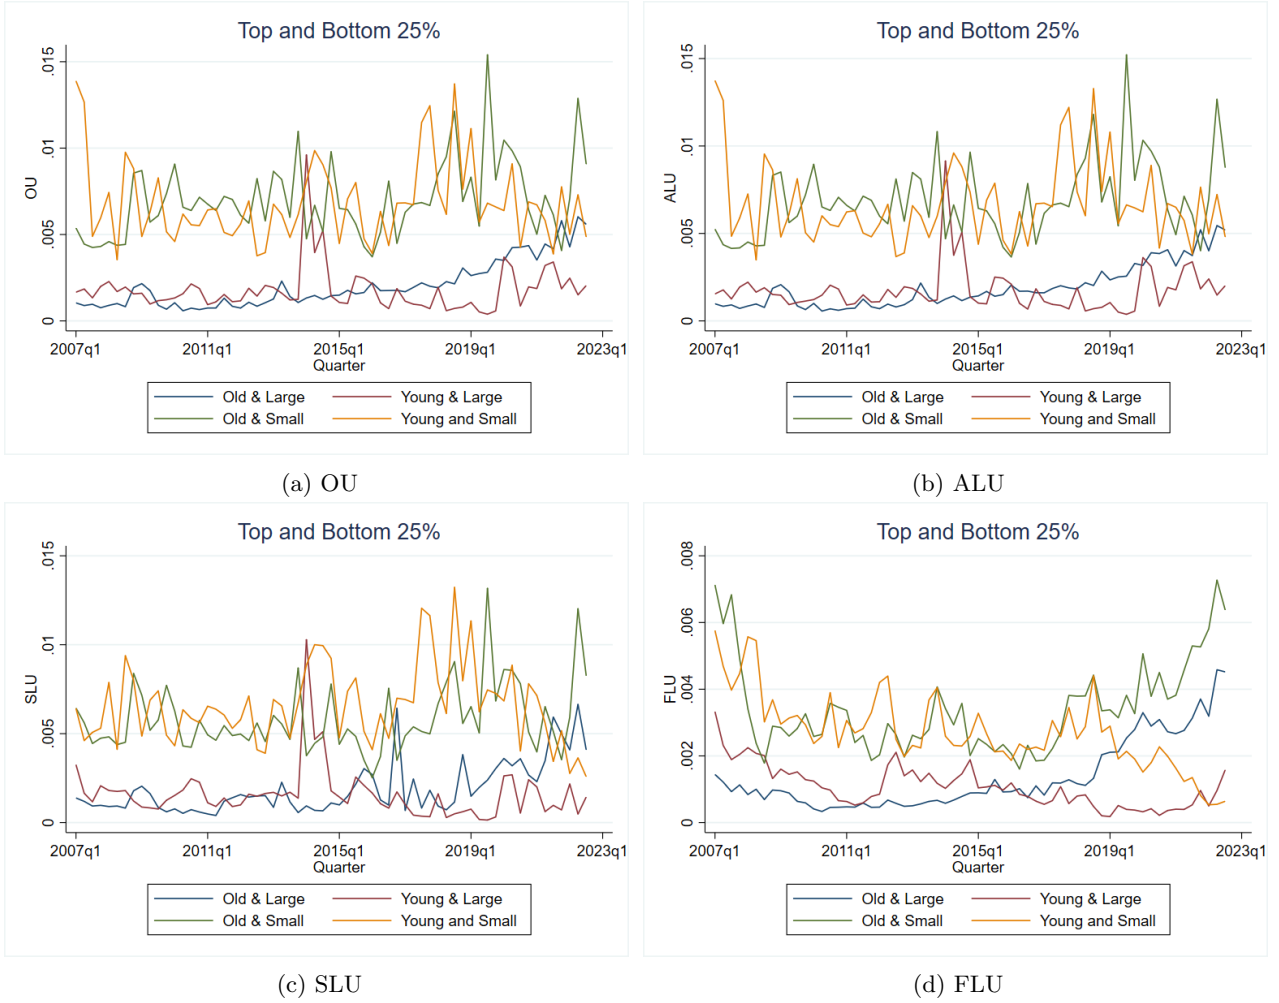 Top and Bottom 25%
OU
.015
.01
.005
0
2007q1 2011q1 2015q1 2019q1 2023q1
Quarter
Old & Large Young & Large
Old & Small Young and Small
(a) OU
Top and Bottom 25%
ALU
.015
.01
.005
0
2007q1 2011q1 2015q1 2019q1 2023q1
Quarter
Old & Large Young & Large
Old & Small Young and Small
(b) ALU
Top and Bottom 25%
SLU
.015
.01
.005
0
2007q1 2011q1 2015q1 2019q1 2023q1
Quarter
Old & Large Young & Large
Old & Small Young and Small
(c) SLU
Top and Bottom 25%
FLU
.008
.006
.004
.002
0
2007q1 2011q1 2015q1 2019q1 2023q1
Quarter
Old & Large Young & Large
Old & Small Young and Small
(d) FLU